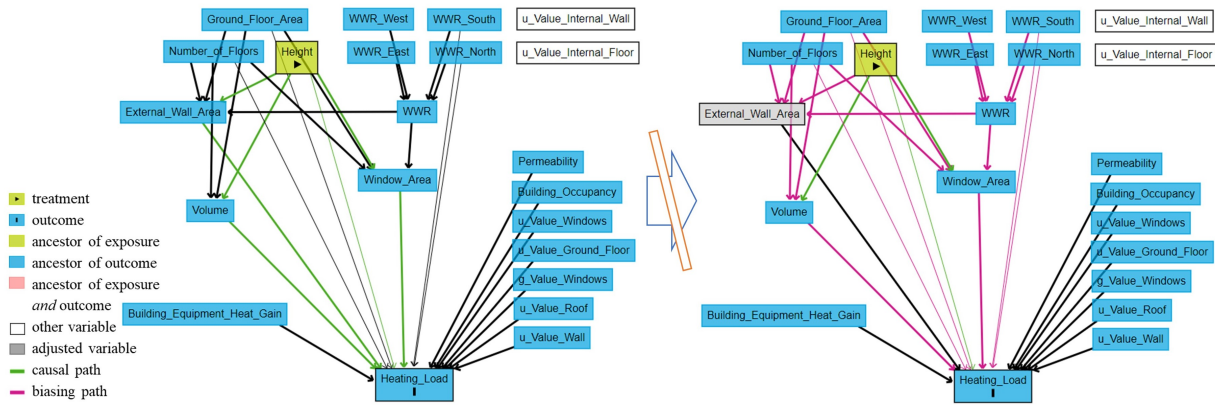 Ground_Floor_Area
WWR_West
WWR_South
u_Value_Internal_Wall
Number_of_Floors
Height
WWR_East
WWR_North
u_Value_Internal_Floor
External_Wall_Area
WWR
Window_Area
Volume
Permeability
Building_Occupancy
u_Value_Windows
u_Value_Ground_Floor
g_Value_Windows
u_Value_Roof
u_Value_Wall
Building_Equipment_Heat_Gain
Heating_Load
treatment
outcome
ancestor of exposure
ancestor of outcome
ancestor of exposure
and outcome
other variable
adjusted variable
causal path
biasing path
Ground_Floor_Area
WWR_West
WWR_South
u_Value_Internal_Wall
Number_of_Floors
Height
WWR_East
WWR_North
u_Value_Internal_Floor
External_Wall_Area
WWR
Window_Area
Volume
Permeability
Building_Occupancy
u_Value_Windows
u_Value_Ground_Floor
g_Value_Windows
u_Value_Roof
u_Value_Wall
Building_Equipment_Heat_Gain
Heating_Load